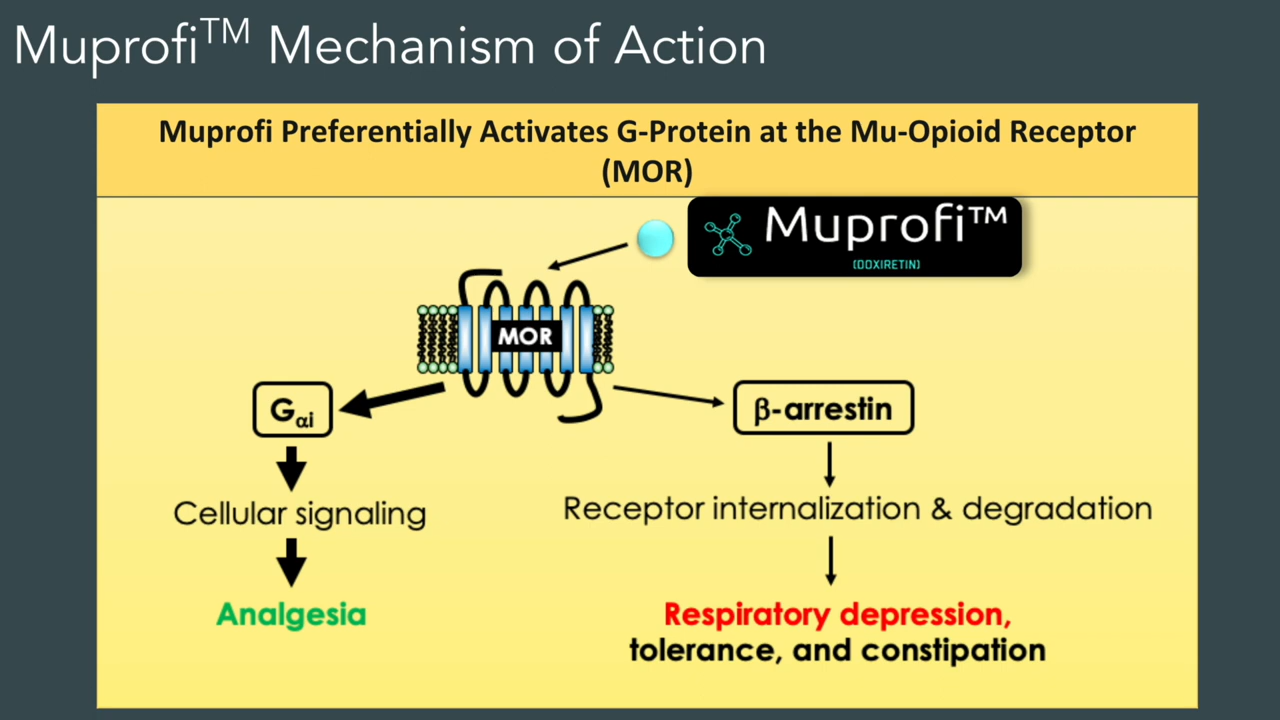 Muprofi™ Mechanism of Action
Muprofi Preferentially Activates G-Protein at the Mu-Opioid Receptor
(MOR)
Muprofi™
(DOXIRETIN)
MOR
Gαi
β-arrestin
Cellular signaling
Receptor internalization & degradation
Analgesia
Respiratory depression,
tolerance, and constipation